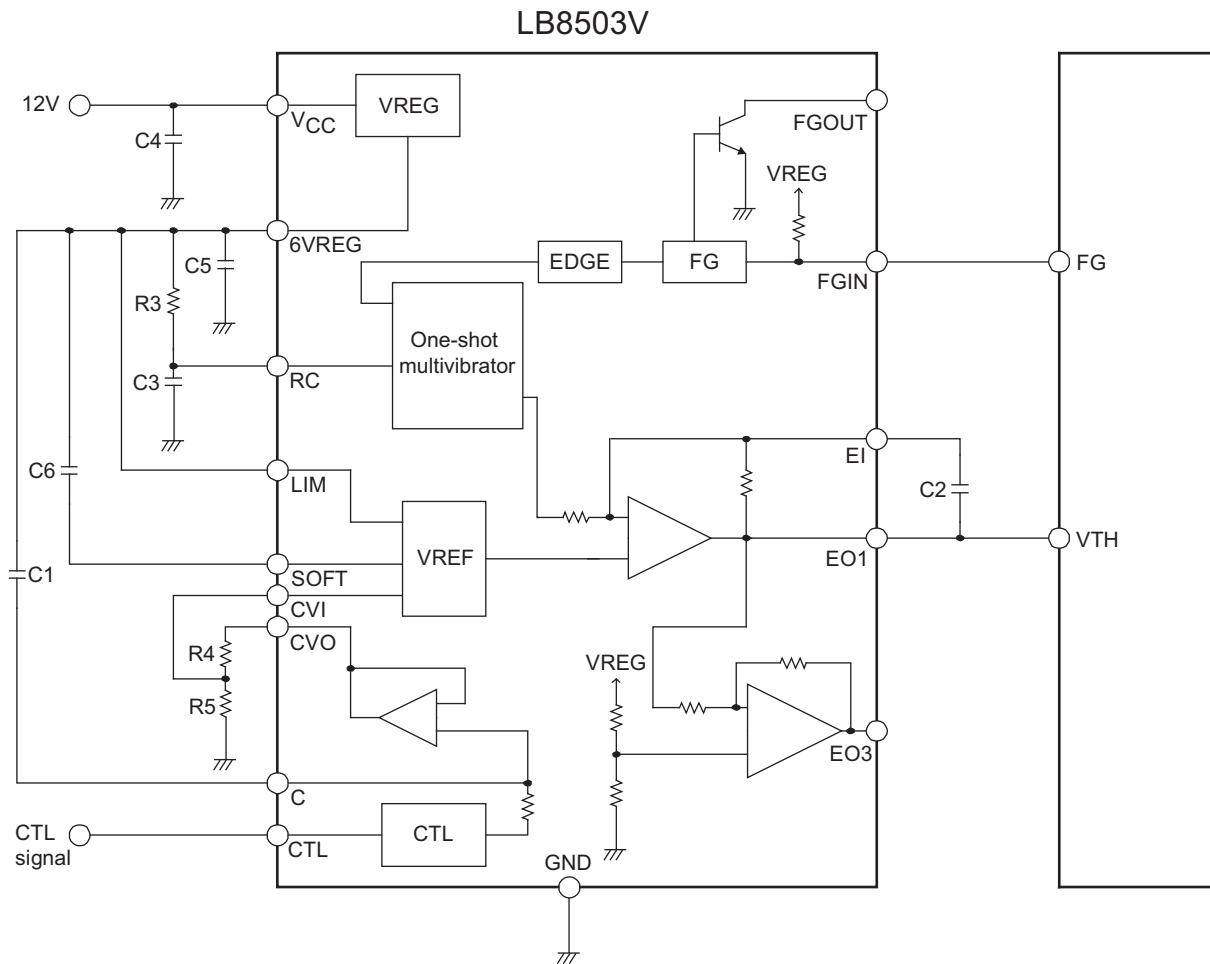 LB8503V
12V
VCC
VREG
C4
FGOUT
VREG
6VREG
C5
EDGE
FG
FGIN
FG
R3
One-shot
multivibrator
RC
C3
EI
C6
LIM
C2
VREF
EO1
VTH
C1
SOFT
CVI
CVO
R4
VREG
R5
EO3
C
CTL
signal
CTL
CTL
GND